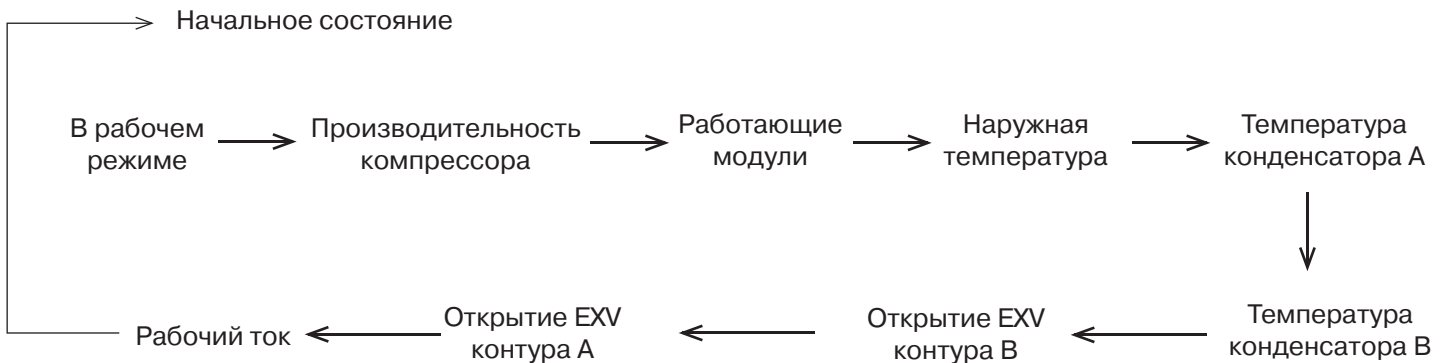 Начальное состояние
В рабочем
режиме
Производительность
компрессора
Работающие
модули
Наружная
температура
Температура
конденсатора A
Температура
конденсатора B
Открытие EXV
контура B
Открытие EXV
контура A
Рабочий ток